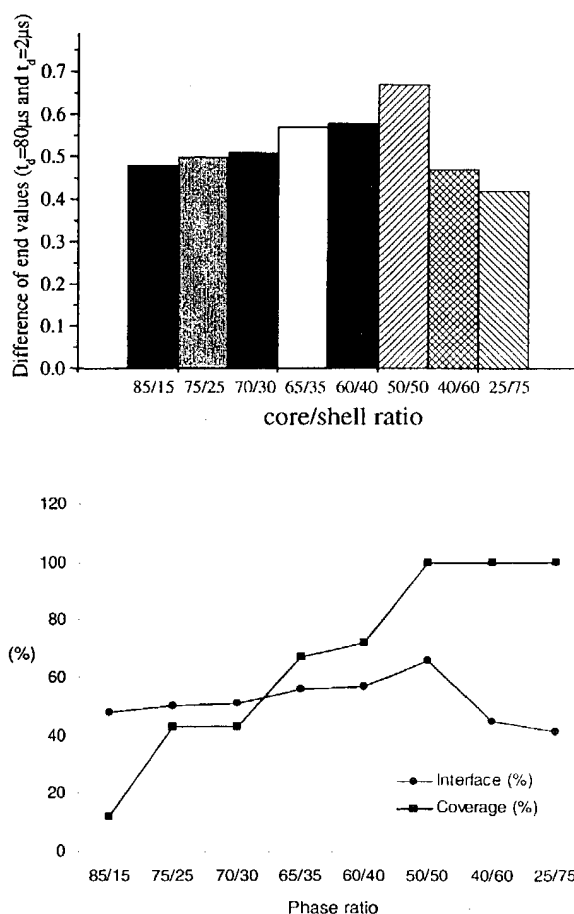 Difference of end values (t_d=80μs and t_d=2μs)
0.7
0.6
0.5
0.4
0.3
0.2
0.1
0.0
85/15 75/25 70/30 65/35 60/40 50/50 40/60 25/75
core/shell ratio
120
100
80
(%)
60
40
20
0
Interface (%)
Coverage (%)
85/15 75/25 70/30 65/35 60/40 50/50 40/60 25/75
Phase ratio